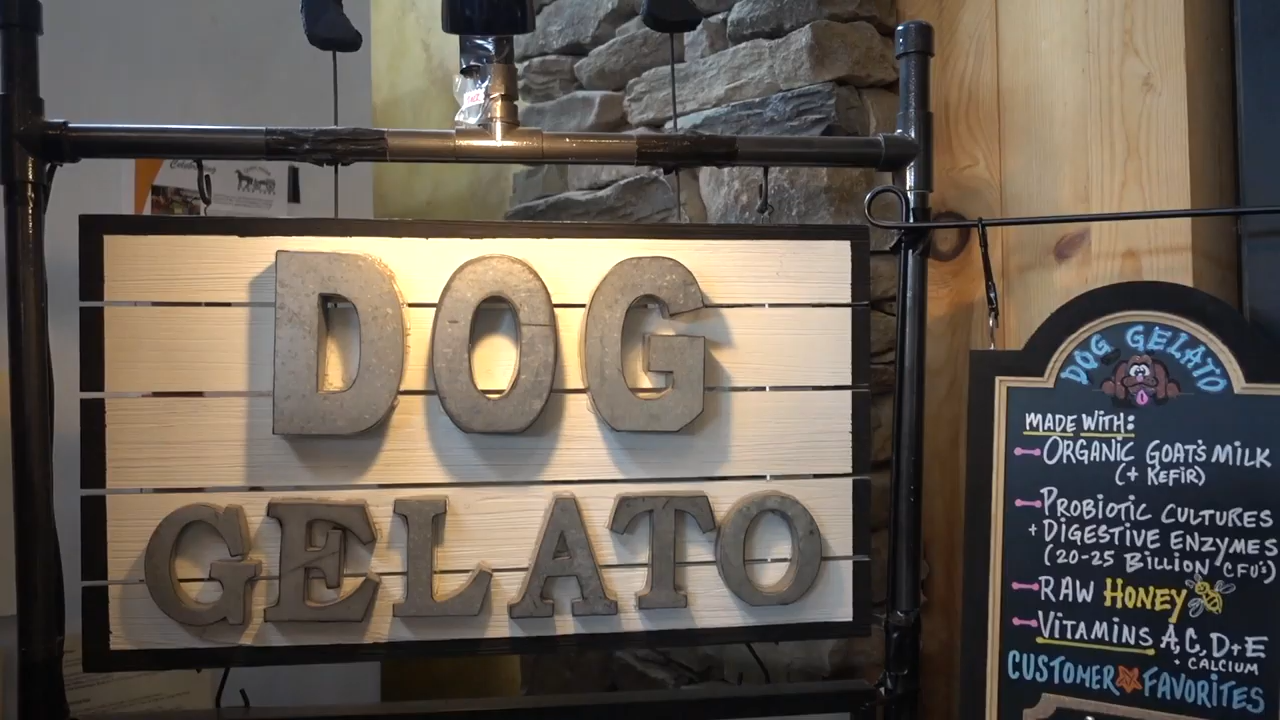 DOG
GELATO
DOG GELATO
MADE WITH:
ORGANIC GOAT'S MILK
(+ KEFIR)
PROBIOTIC CULTURES
+ DIGESTIVE ENZYMES
(20-25 BILLION CFU'S)
RAW HONEY
VITAMINS A, C, D+E
+ CALCIUM
CUSTOMER FAVORITES